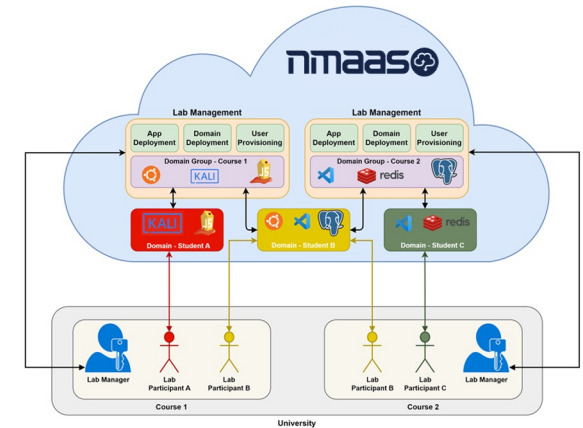 nmaas
Lab Management
Lab Management
App
Deployment
Domain
Deployment
User
Provisioning
App
Deployment
Domain
Deployment
User
Provisioning
Domain Group - Course 1
Domain Group - Course 2
KALI
JS
redis
KALI
redis
Domain - Student A
Domain - Student B
Domain - Student C
Lab Manager
Lab
Participant A
Lab
Participant B
Lab
Participant B
Lab
Participant C
Lab Manager
Course 1
Course 2
University